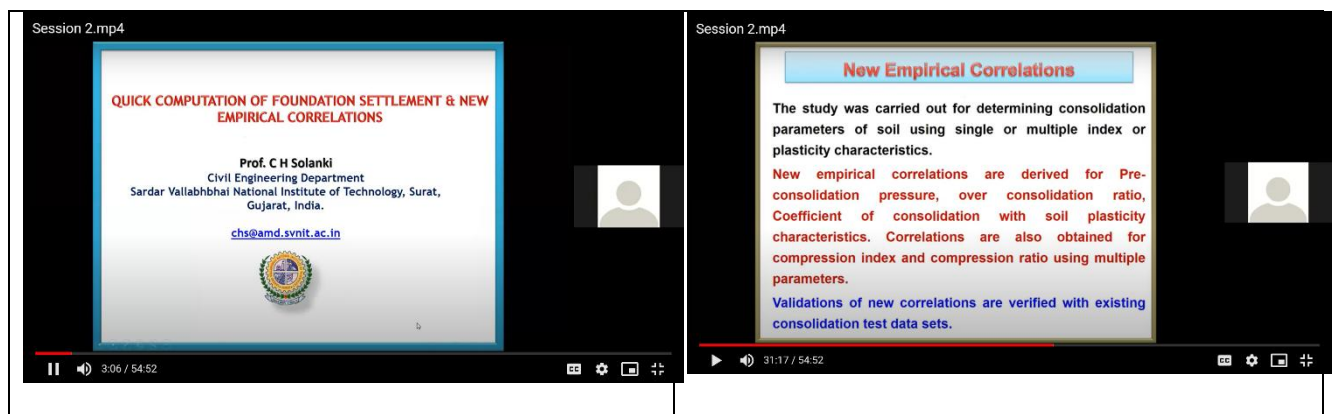 Session 2.mp4
QUICK COMPUTATION OF FOUNDATION SETTLEMENT & NEW
EMPIRICAL CORRELATIONS
Prof. C H Solanki
Civil Engineering Department
Sardar Vallabhbhai National Institute of Technology, Surat,
Gujarat, India.
chs@amd.svnit.ac.in
3:06 / 54:52
CC
Session 2.mp4
New Empirical Correlations
The study was carried out for determining consolidation
parameters of soil using single or multiple index or
plasticity characteristics.
New empirical correlations are derived for Pre-
consolidation pressure, over consolidation ratio,
Coefficient of consolidation with soil plasticity
characteristics. Correlations are also obtained for
compression index and compression ratio using multiple
parameters.
Validations of new correlations are verified with existing
consolidation test data sets.
31:17 / 54:52
CC